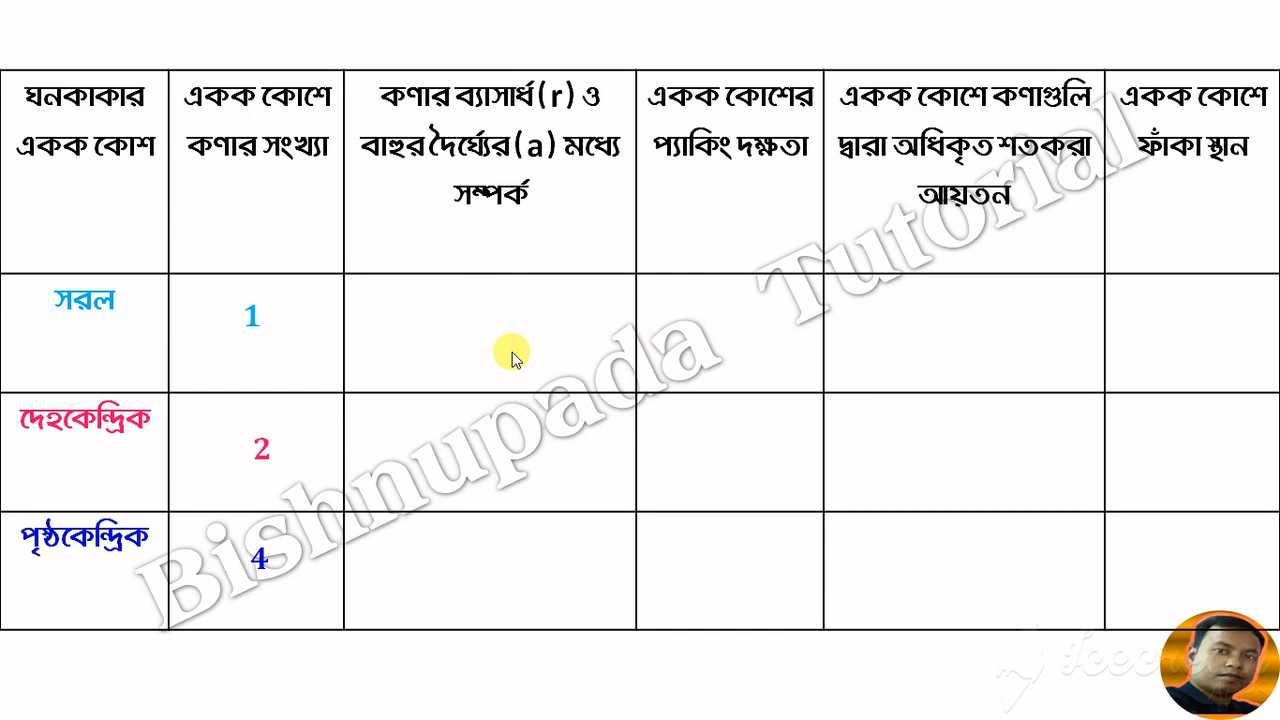 ঘনকাকার
একক কোশ
একক কোশে
কণার সংখ্যা
কণার ব্যাসার্ধ(r) ও
বাহুর দৈর্ঘ্যের(a) মধ্যে
সম্পর্ক
একক কোশের
প্যাকিং দক্ষতা
একক কোশে কণাগুলি
দ্বারা অধিকৃত শতকরা
আয়তন
একক কোশে
ফাঁকা স্থান
সরল
1
দেহকেন্দ্রিক
2
পৃষ্ঠকেন্দ্রিক
4
Bishnupada Tutorial